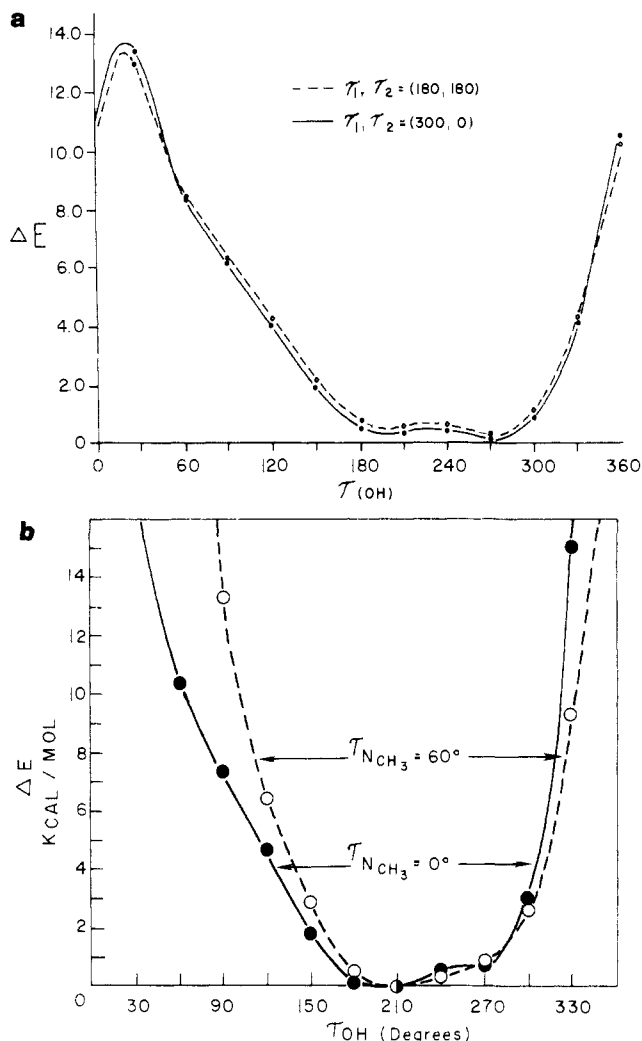 a
14.0
12.0
10.0
8.0
6.0
4.0
2.0
0
ΔE
τ1, τ2 = (180, 180)
τ1, τ2 = (300, 0)
0 60 120 180 240 300 360
τ(OH)
b
14
12
10
8
6
4
2
0
ΔE
KCAL / MOL
τNCH3 = 60°
τNCH3 = 0°
30 90 150 210 270 330
τOH (Degrees)